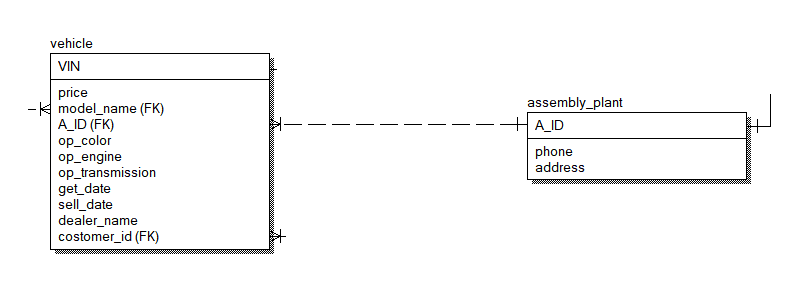 vehicle
VIN
price
model_name (FK)
A_ID (FK)
op_color
op_engine
op_transmission
get_date
sell_date
dealer_name
costomer_id (FK)
assembly_plant
A_ID
phone
address